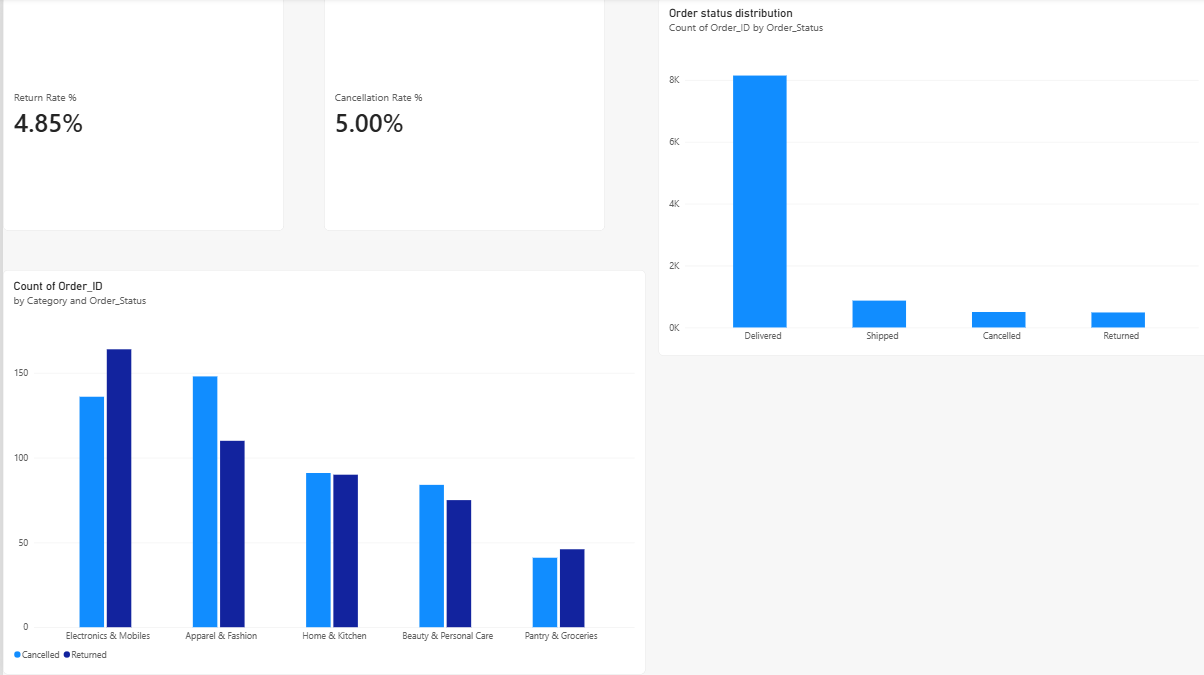 Return Rate %
4.85%
Cancellation Rate %
5.00%
Order status distribution
Count of Order_ID by Order_Status
8K
6K
4K
2K
0K
Delivered Shipped Cancelled Returned
Count of Order_ID
by Category and Order_Status
150
100
50
0
Electronics & Mobiles Apparel & Fashion Home & Kitchen Beauty & Personal Care Pantry & Groceries
Cancelled Returned